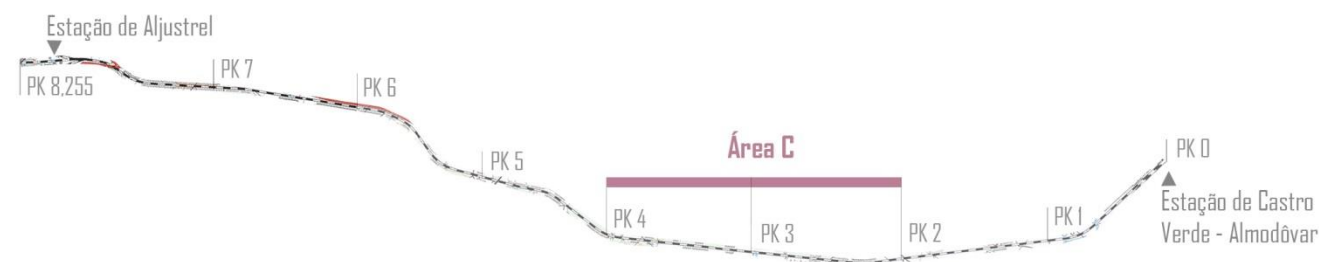 Estação de Aljustrel
PK 8,255
PK 7
PK 6
PK 5
Área C
PK 4
PK 3
PK 2
PK 1
PK 0
Estação de Castro
Verde - Almodôvar